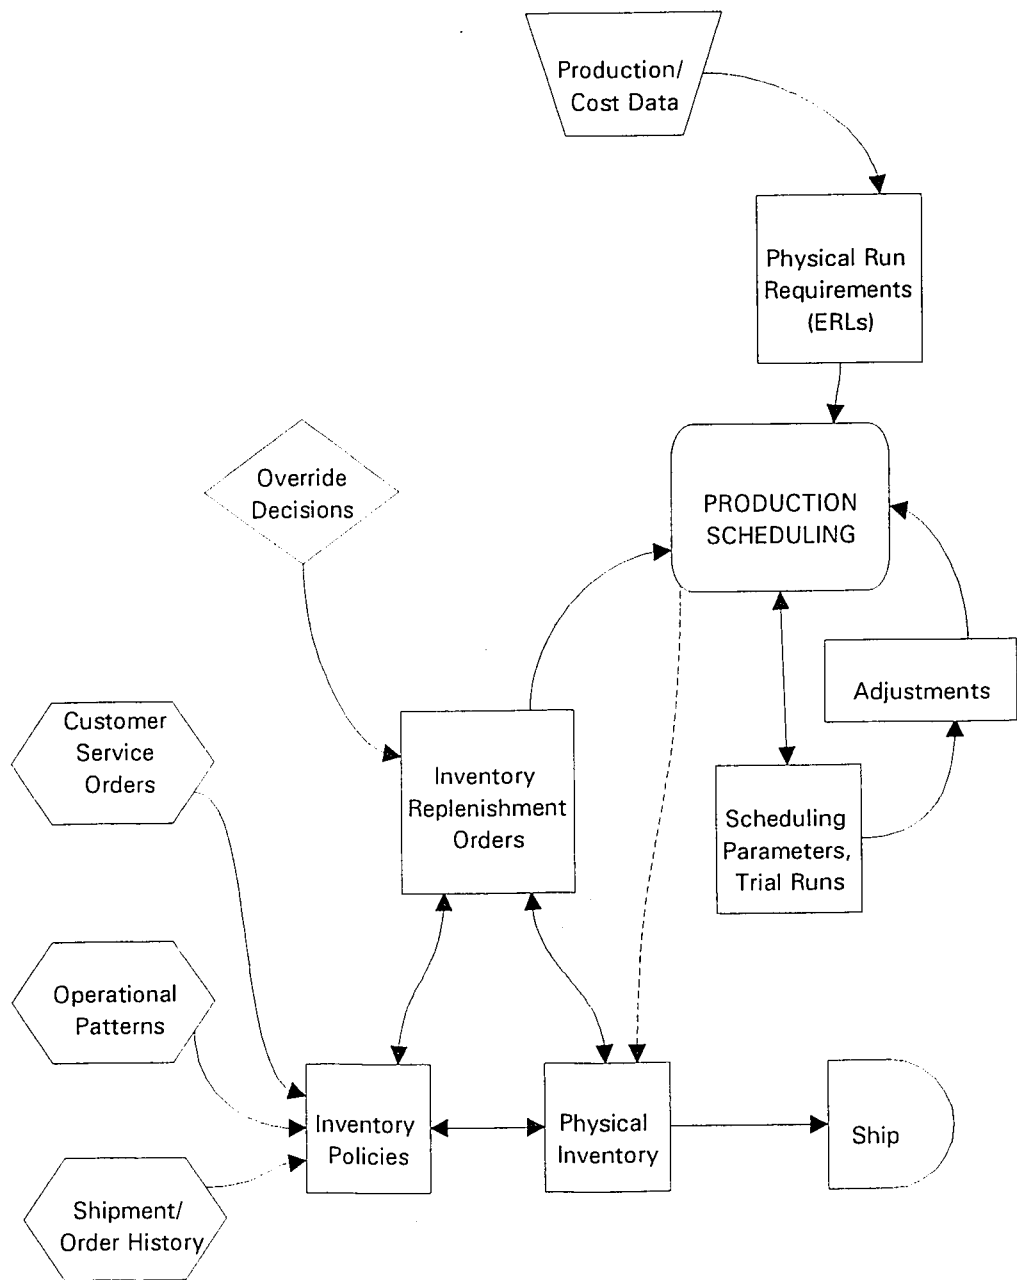 Production/
Cost Data
Physical Run
Requirements
(ERLs)
Override
Decisions
PRODUCTION
SCHEDULING
Adjustments
Customer
Service
Orders
Inventory
Replenishment
Orders
Scheduling
Parameters,
Trial Runs
Operational
Patterns
Inventory
Policies
Physical
Inventory
Ship
Shipment/
Order History